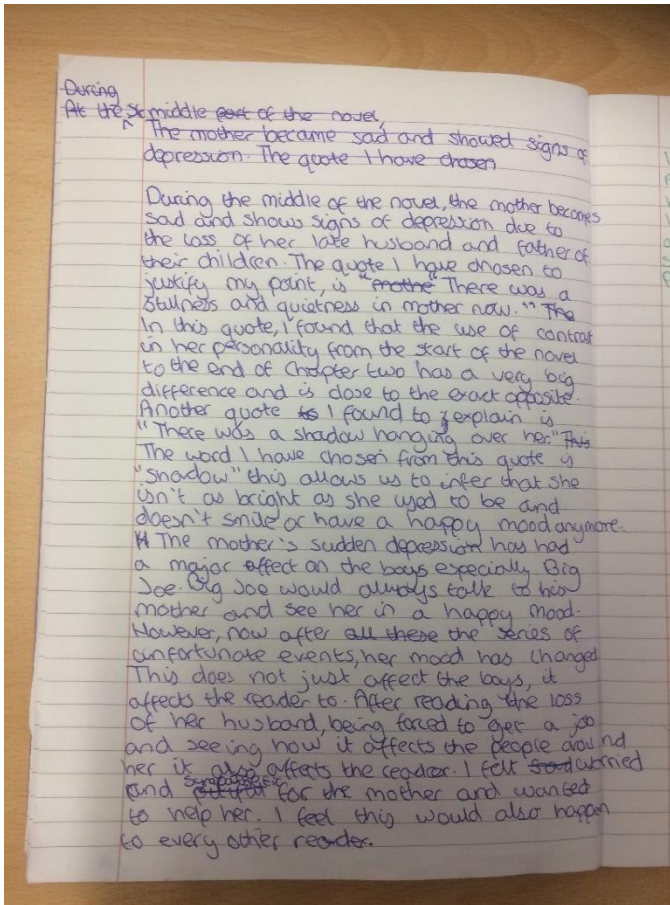 During
At the St middle part of the novel,
The mother became sad and showed signs of
depression. The quote I have chosen
During the middle of the novel, the mother becomes
sad and shows signs of depression due to
the loss of her late husband and father of
their children. The quote I have chosen to
justify my point, is "mothe "There was a
stillness and quietness in mother now." The
In this quote, I found that the use of contrast
in her personality from the start of the novel
to the end of Chapter two has a very big
difference and is close to the exact opposite.
Another quote to I found to explain is
"There was a shadow hanging over her" This
The word I have chosen from this quote is
"shadow" this allows us to infer that she
isn't as bright as she used to be and
doesn't smile or have a happy mood anymore.
H The mother's sudden depression has had
a major effect on the boys especially Big
Joe. Big Joe would always talk to his
mother and see her in a happy mood.
However, now after all these the series of
unfortunate events, her mood has changed
This does not just affect the boys, it
affects the reader to. After reading the loss
of her husband, being forced to get a job
and seeing how it affects the people around
her it also affects the reader. I felt sad worried
and sympathetic for the mother and wanted
to help her. I feel this would also happen
to every other reader.